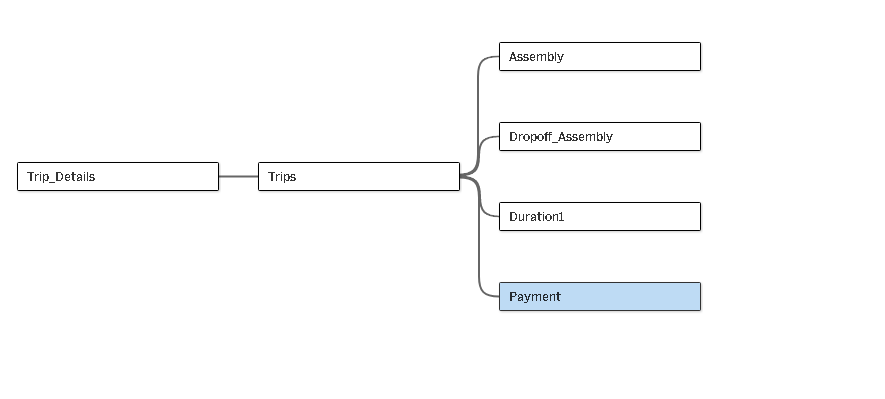 Assembly
Dropoff_Assembly
Trip_Details
Trips
Duration1
Payment